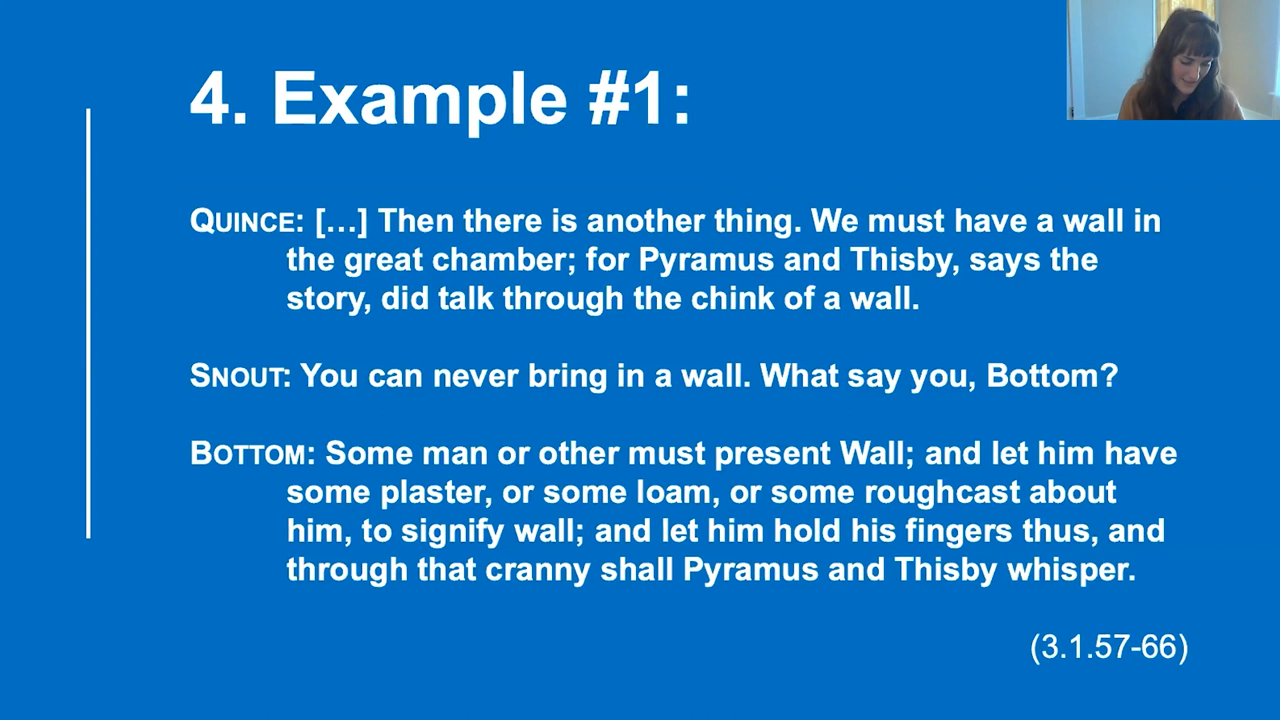 4. Example #1:
QUINCE: […] Then there is another thing. We must have a wall in
the great chamber; for Pyramus and Thisby, says the
story, did talk through the chink of a wall.
SNOUT: You can never bring in a wall. What say you, Bottom?
BOTTOM: Some man or other must present Wall; and let him have
some plaster, or some loam, or some roughcast about
him, to signify wall; and let him hold his fingers thus, and
through that cranny shall Pyramus and Thisby whisper.
(3.1.57-66)